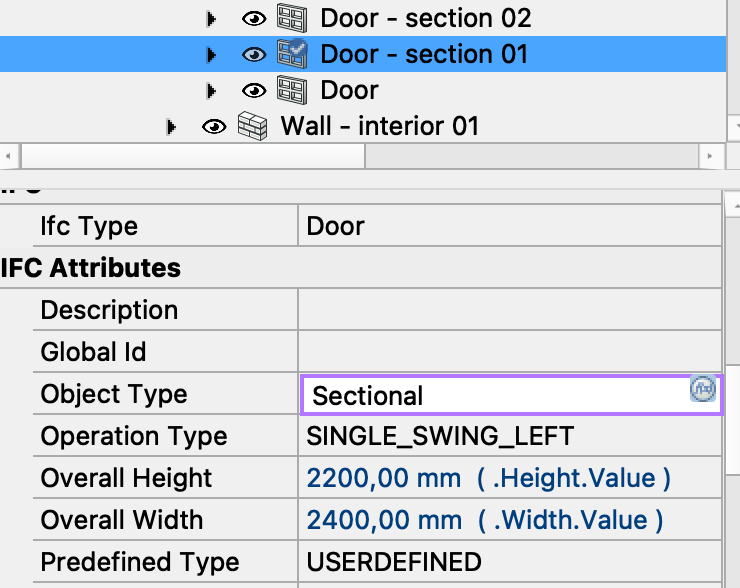 Door - section 02
Door - section 01
Door
Wall - interior 01
Ifc Type Door
IFC Attributes
Description
Global Id
Object Type Sectional
Operation Type SINGLE_SWING_LEFT
Overall Height 2200,00 mm ( .Height.Value )
Overall Width 2400,00 mm ( .Width.Value )
Predefined Type USERDEFINED